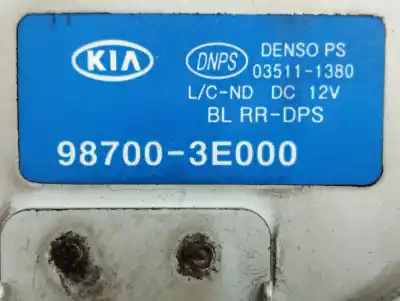 KIA DNPS DENSO PS
03511-1380
L/C-ND DC 12V
BL RR-DPS
98700-3E000